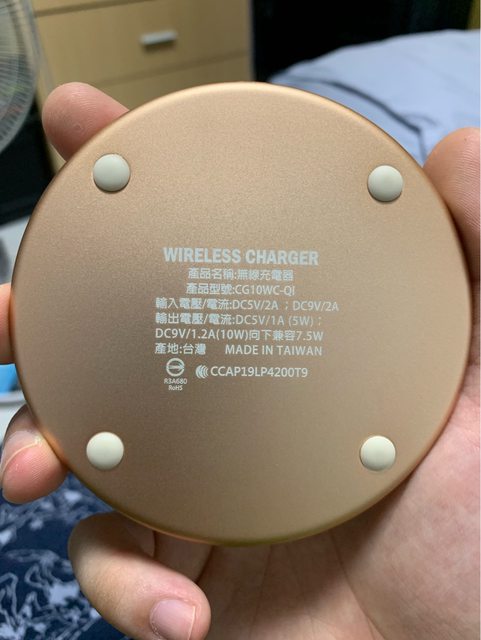 WIRELESS CHARGER
產品名稱:無線充電器
產品型號:CG10WC-QI
輸入電壓/電流:DC5V/2A ; DC9V/2A
輸出電壓/電流:DC5V/1A (5W) ;
DC9V/1.2A(10W)向下兼容7.5W
產地:台灣 MADE IN TAIWAN
R3A680
RoHS
CCAP19LP4200T9